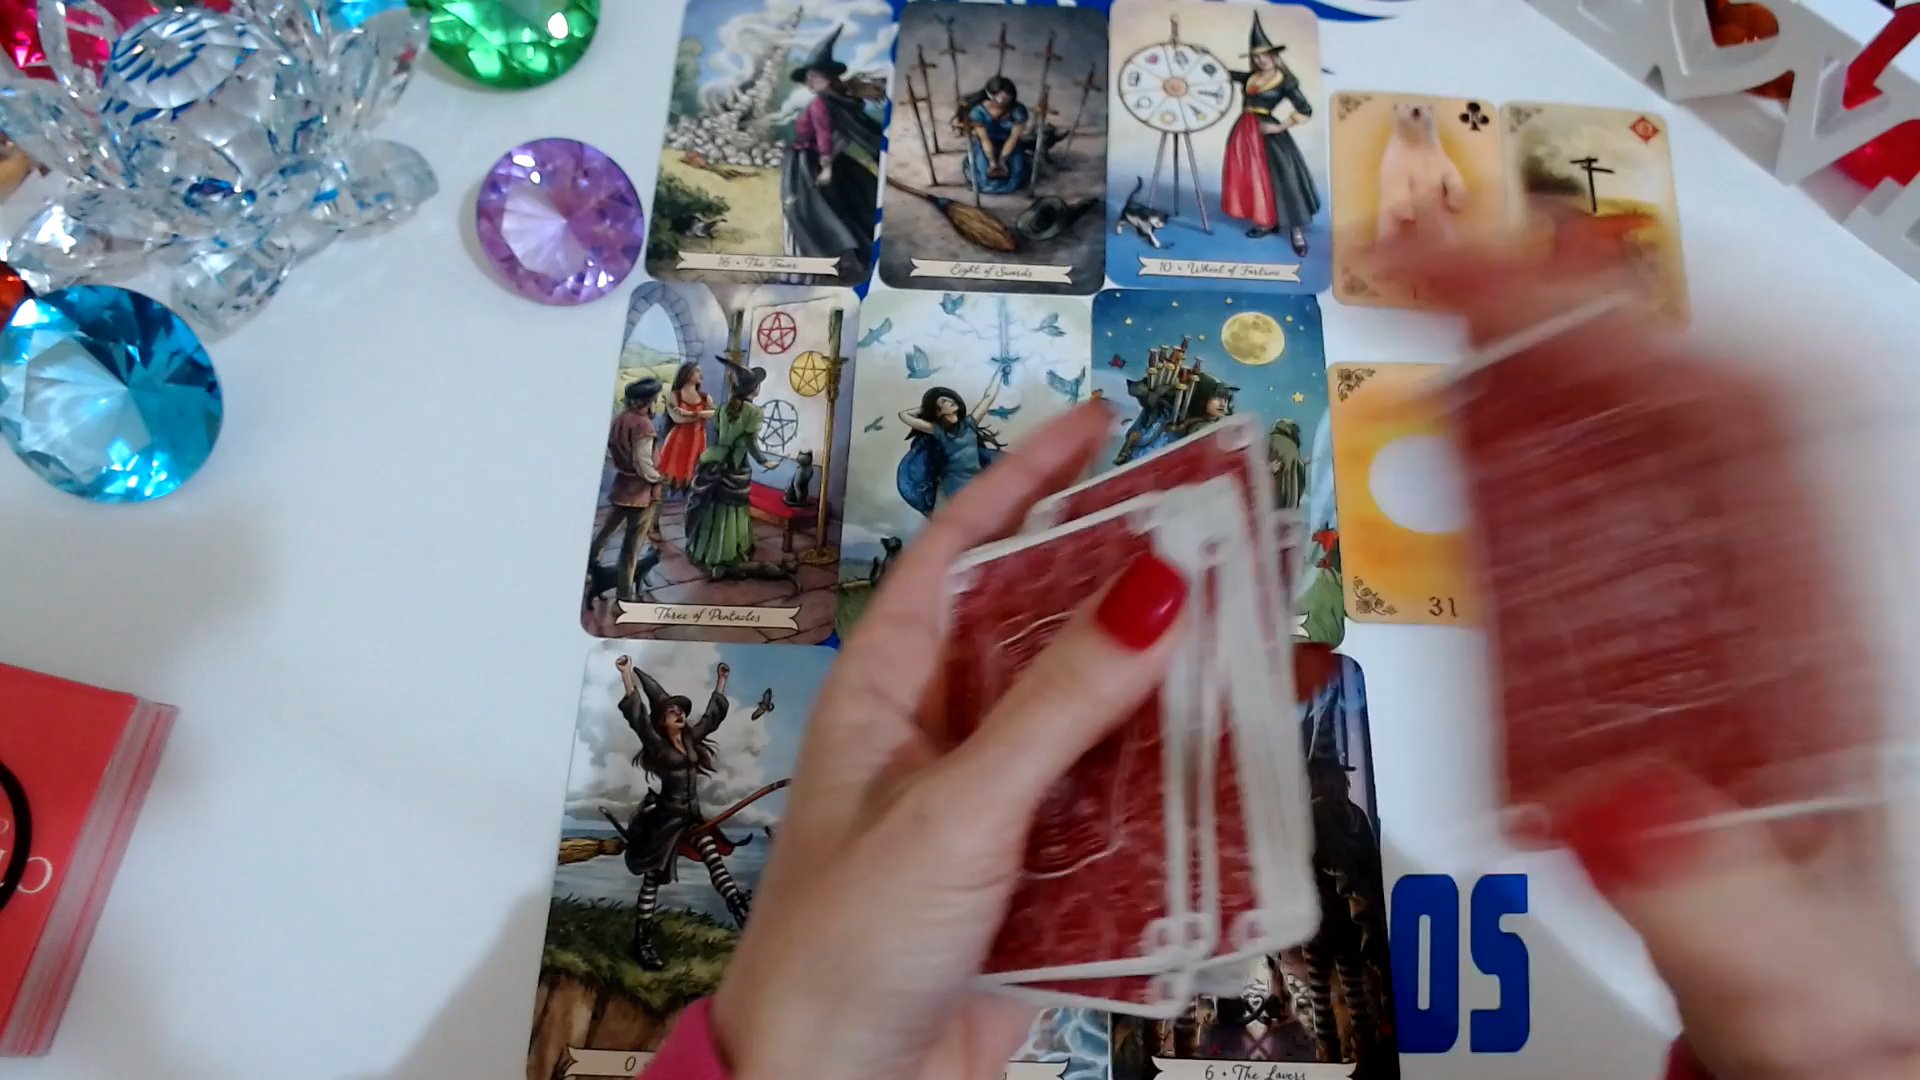 16 • The Tower
Eight of Swords
10 • Wheel of Fortune
Three of Pentacles
31
0
6 • The Lovers
OS